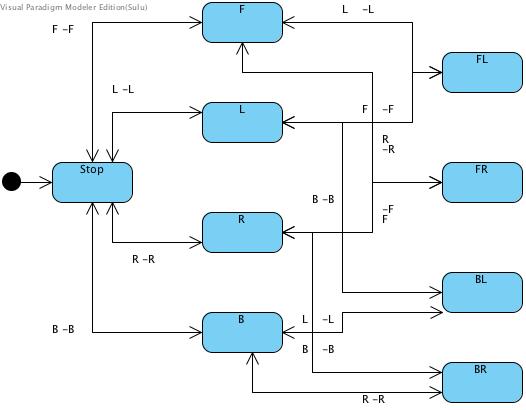 Visual Paradigm Modeler Edition(Sulu)
F
L -L
F -F
FL
L -L
L
F -F
R
-R
Stop
FR
B -B
-F
F
R
R -R
BL
B
L -L
B -B
B -B
BR
R -R